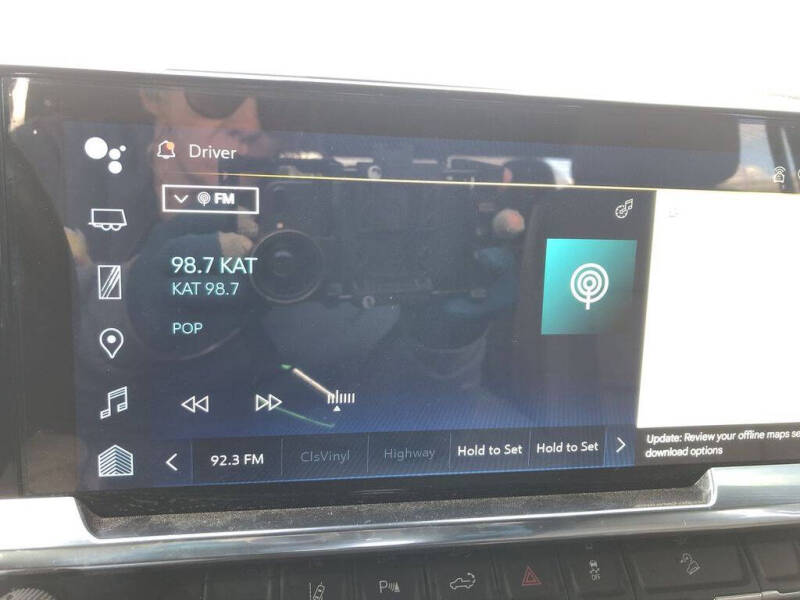 Driver
FM
98.7 KAT
KAT 98.7
POP
92.3 FM
ClsVinyl
Highway
Hold to Set
Hold to Set
Update: Review your offline maps se
download options
P
OFF